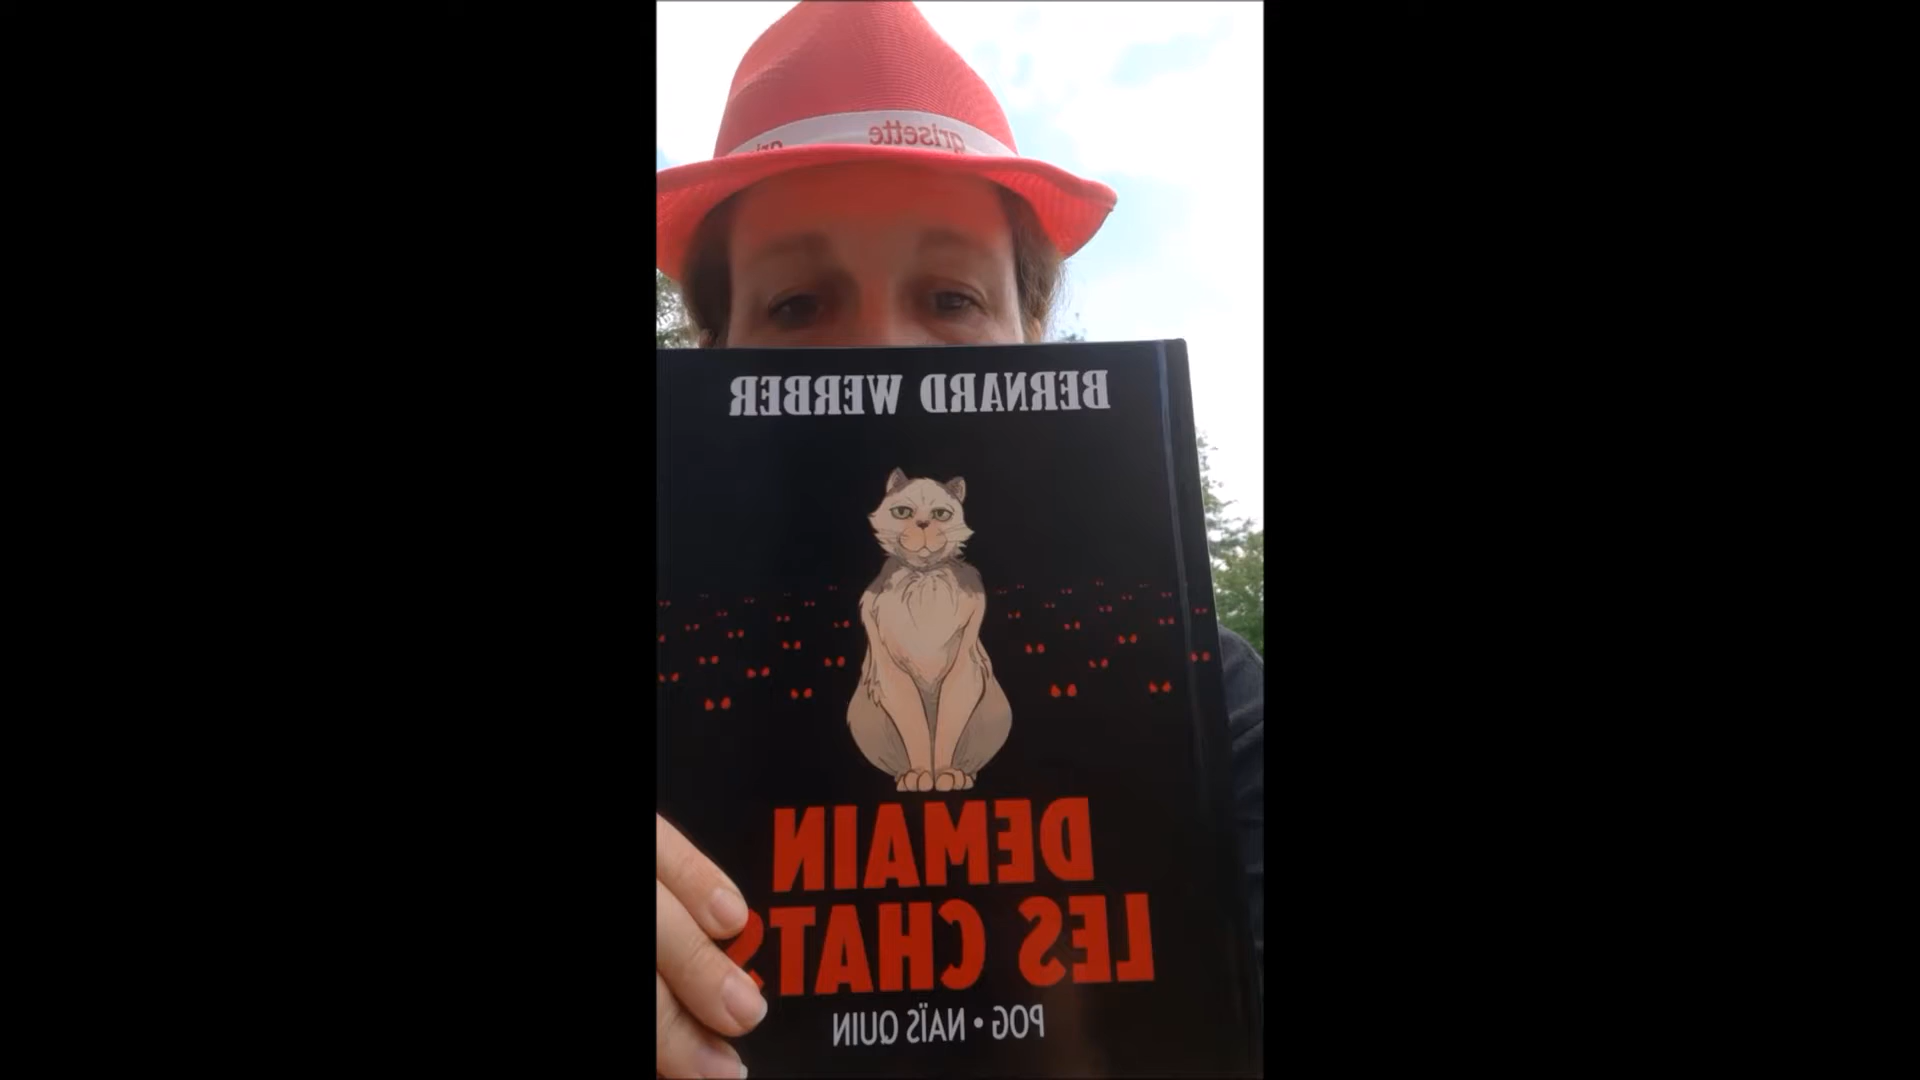 grisette
BERNARD WERBER
DEMAIN
LES CHATS
POG • NAÏS QUIN